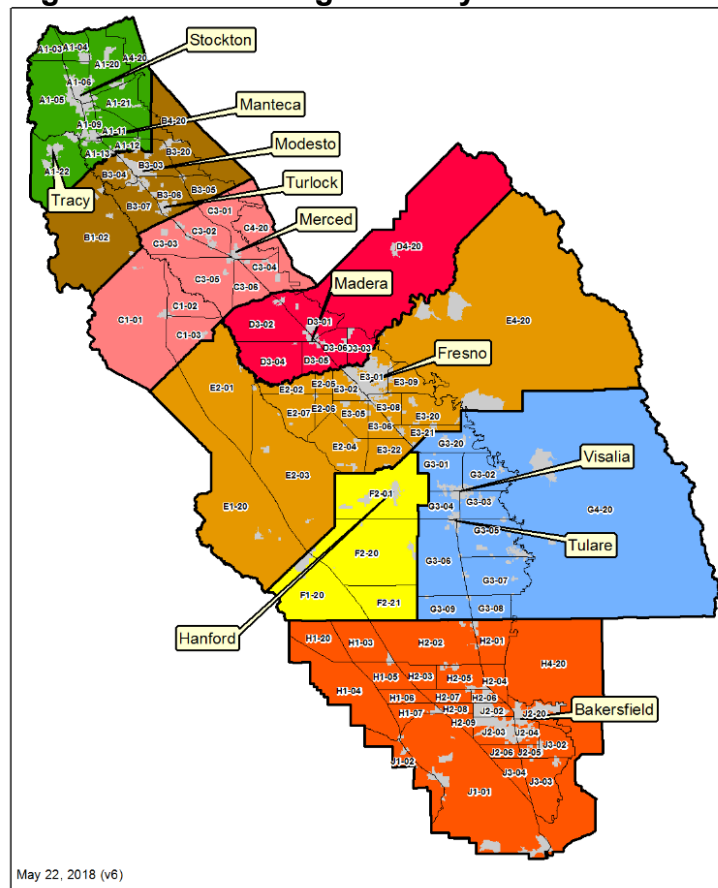 Stockton
A1-03
A1-04
A1-20
A4-20
A1-06
A1-05
A1-21
Manteca
A1-09
A1-11
B4-20
A1-13
A1-12
B3-20
Modesto
A1-22
B3-04
B3-03
Tracy
B3-06
B3-05
Turlock
B3-07
C3-01
B1-02
C3-02
C4-20
Merced
C3-03
D4-20
C3-04
C3-05
C3-06
Madera
C1-02
C1-01
D3-02
D3-01
C1-03
D3-06
D3-03
E4-20
D3-04
D3-05
Fresno
E3-01
E2-01
E2-02
E2-05
E3-02
E3-09
E2-07
E2-06
E3-05
E3-08
E3-20
E3-06
E3-21
E2-04
E3-22
G3-20
E2-03
G3-01
G3-02
Visalia
F2-01
G3-04
G3-03
G4-20
E1-20
G3-05
Tulare
F2-20
G3-06
G3-07
F1-20
F2-21
G3-09
G3-08
Hanford
H1-20
H1-03
H2-02
H2-01
H1-05
H2-03
H2-05
H2-04
H4-20
H1-04
H1-06
H2-07
H2-06
H1-07
H2-08
J2-02
J2-20
Bakersfield
H2-09
J2-03
J2-04
J3-02
J2-06
J2-05
J1-02
J3-04
J3-03
J1-01
May 22, 2018 (v6)